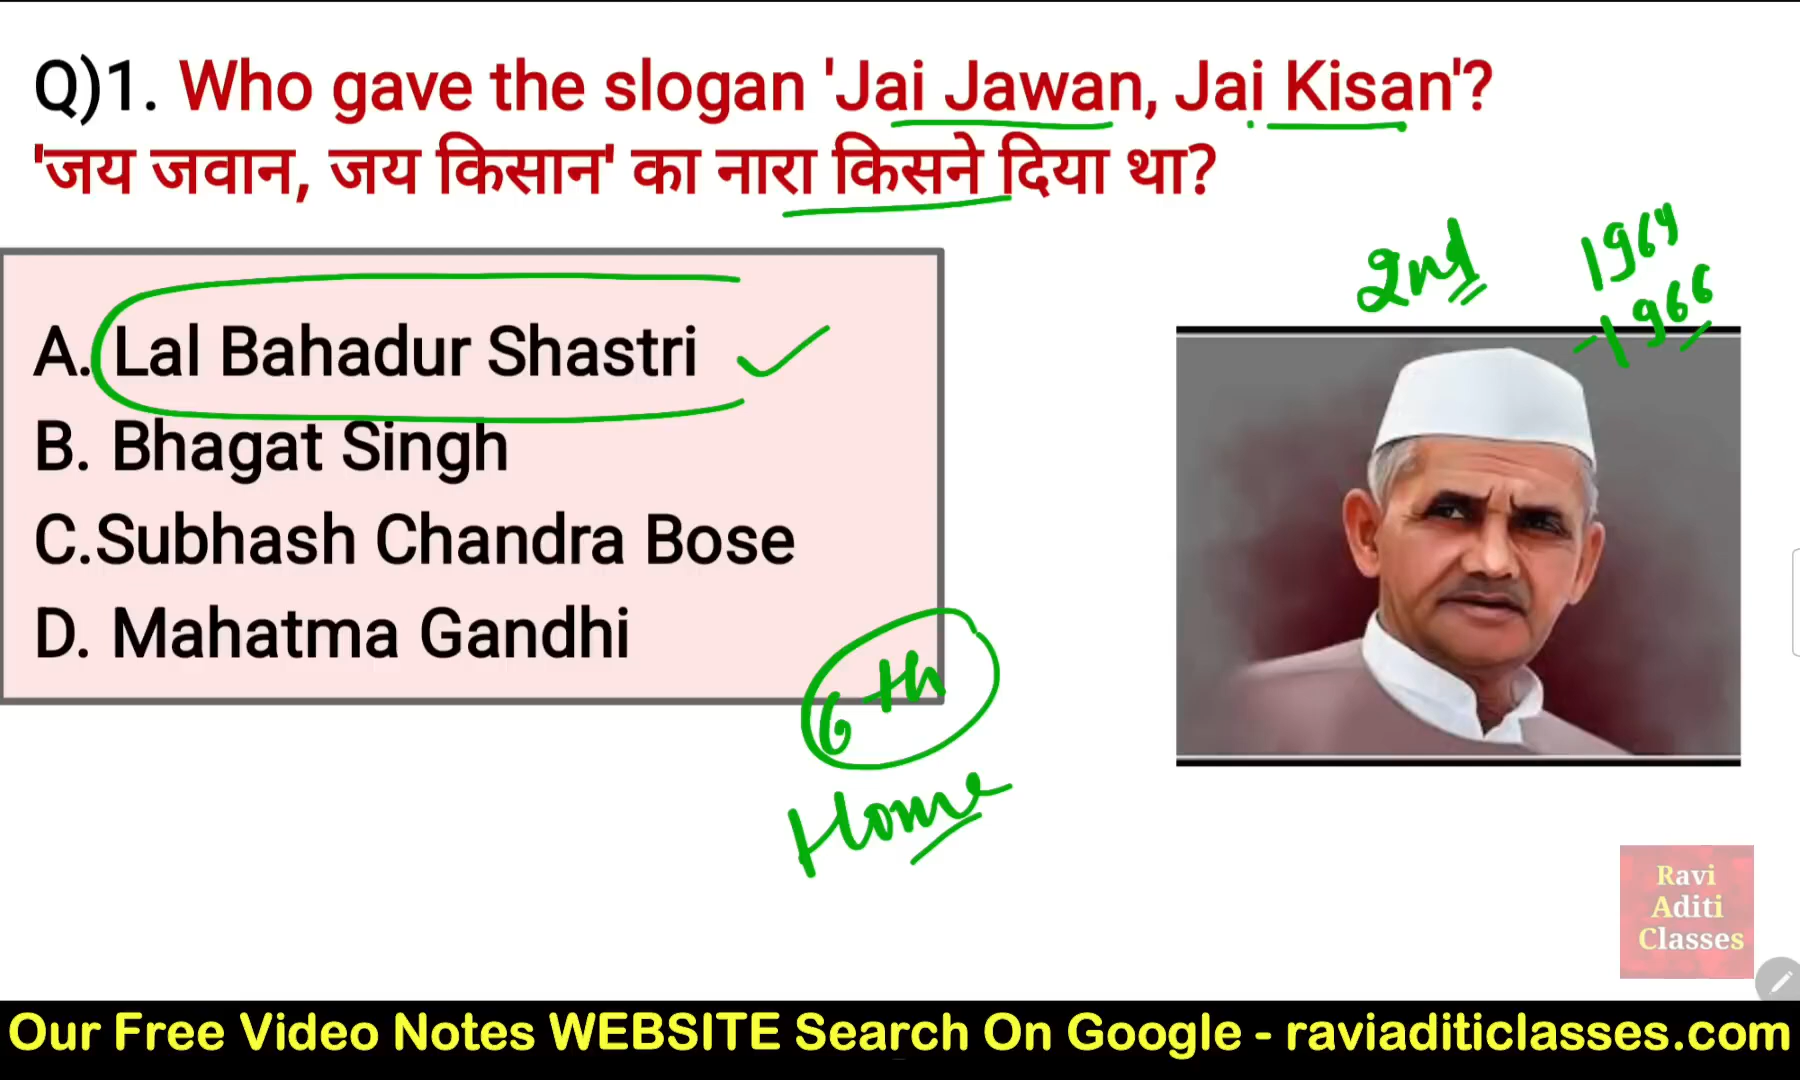 Q)1. Who gave the slogan 'Jai Jawan, Jai Kisan'?
'जय जवान, जय किसान' का नारा किसने दिया था?
2nd
1964
-1966
A. Lal Bahadur Shastri
B. Bhagat Singh
C.Subhash Chandra Bose
D. Mahatma Gandhi
6th
Home
Ravi
Aditi
Classes
Our Free Video Notes WEBSITE Search On Google - raviaditiclasses.com